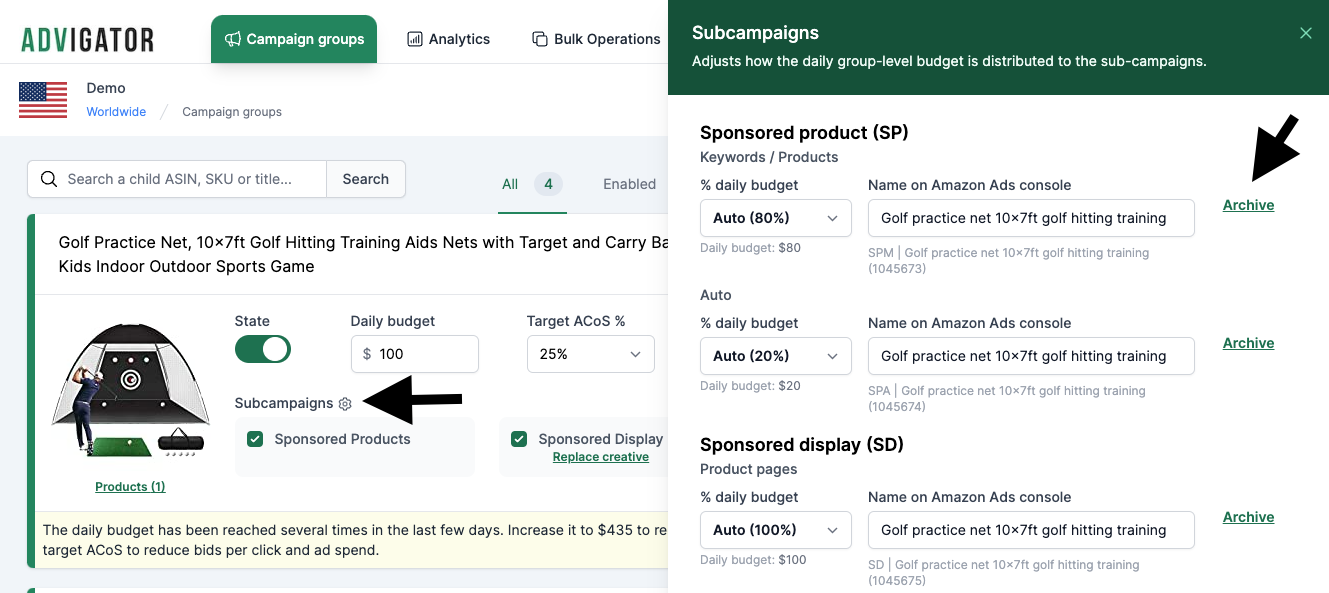 ADVIGATOR
Campaign groups
Analytics
Bulk Operations
Demo
Worldwide / Campaign groups
Search a child ASIN, SKU or title...
Search
All 4
Enabled
Golf Practice Net, 10×7ft Golf Hitting Training Aids Nets with Target and Carry Ba
Kids Indoor Outdoor Sports Game
State
Daily budget
Target ACoS %
$ 100
25%
Subcampaigns
Sponsored Products
Sponsored Display
Replace creative
Products (1)
The daily budget has been reached several times in the last few days. Increase it to $435 to re
target ACoS to reduce bids per click and ad spend.
Subcampaigns
Adjusts how the daily group-level budget is distributed to the sub-campaigns.
Sponsored product (SP)
Keywords / Products
% daily budget
Name on Amazon Ads console
Auto (80%)
Golf practice net 10×7ft golf hitting training
Archive
Daily budget: $80
SPM | Golf practice net 10×7ft golf hitting training
(1045673)
Auto
% daily budget
Name on Amazon Ads console
Auto (20%)
Golf practice net 10×7ft golf hitting training
Archive
Daily budget: $20
SPA | Golf practice net 10×7ft golf hitting training
(1045674)
Sponsored display (SD)
Product pages
% daily budget
Name on Amazon Ads console
Auto (100%)
Golf practice net 10×7ft golf hitting training
Archive
Daily budget: $100
SD | Golf practice net 10×7ft golf hitting training
(1045675)